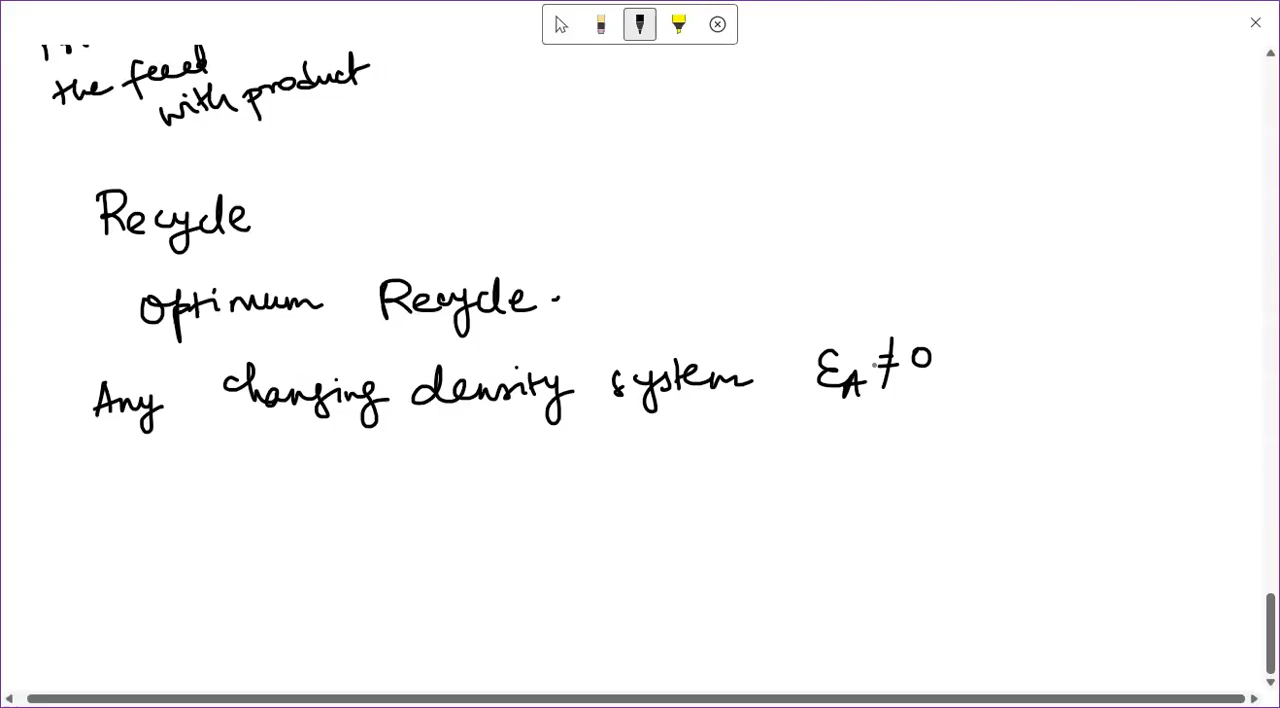 the feed
with product
Recycle
Optimum Recycle.
Any changing density system εA ≠ 0